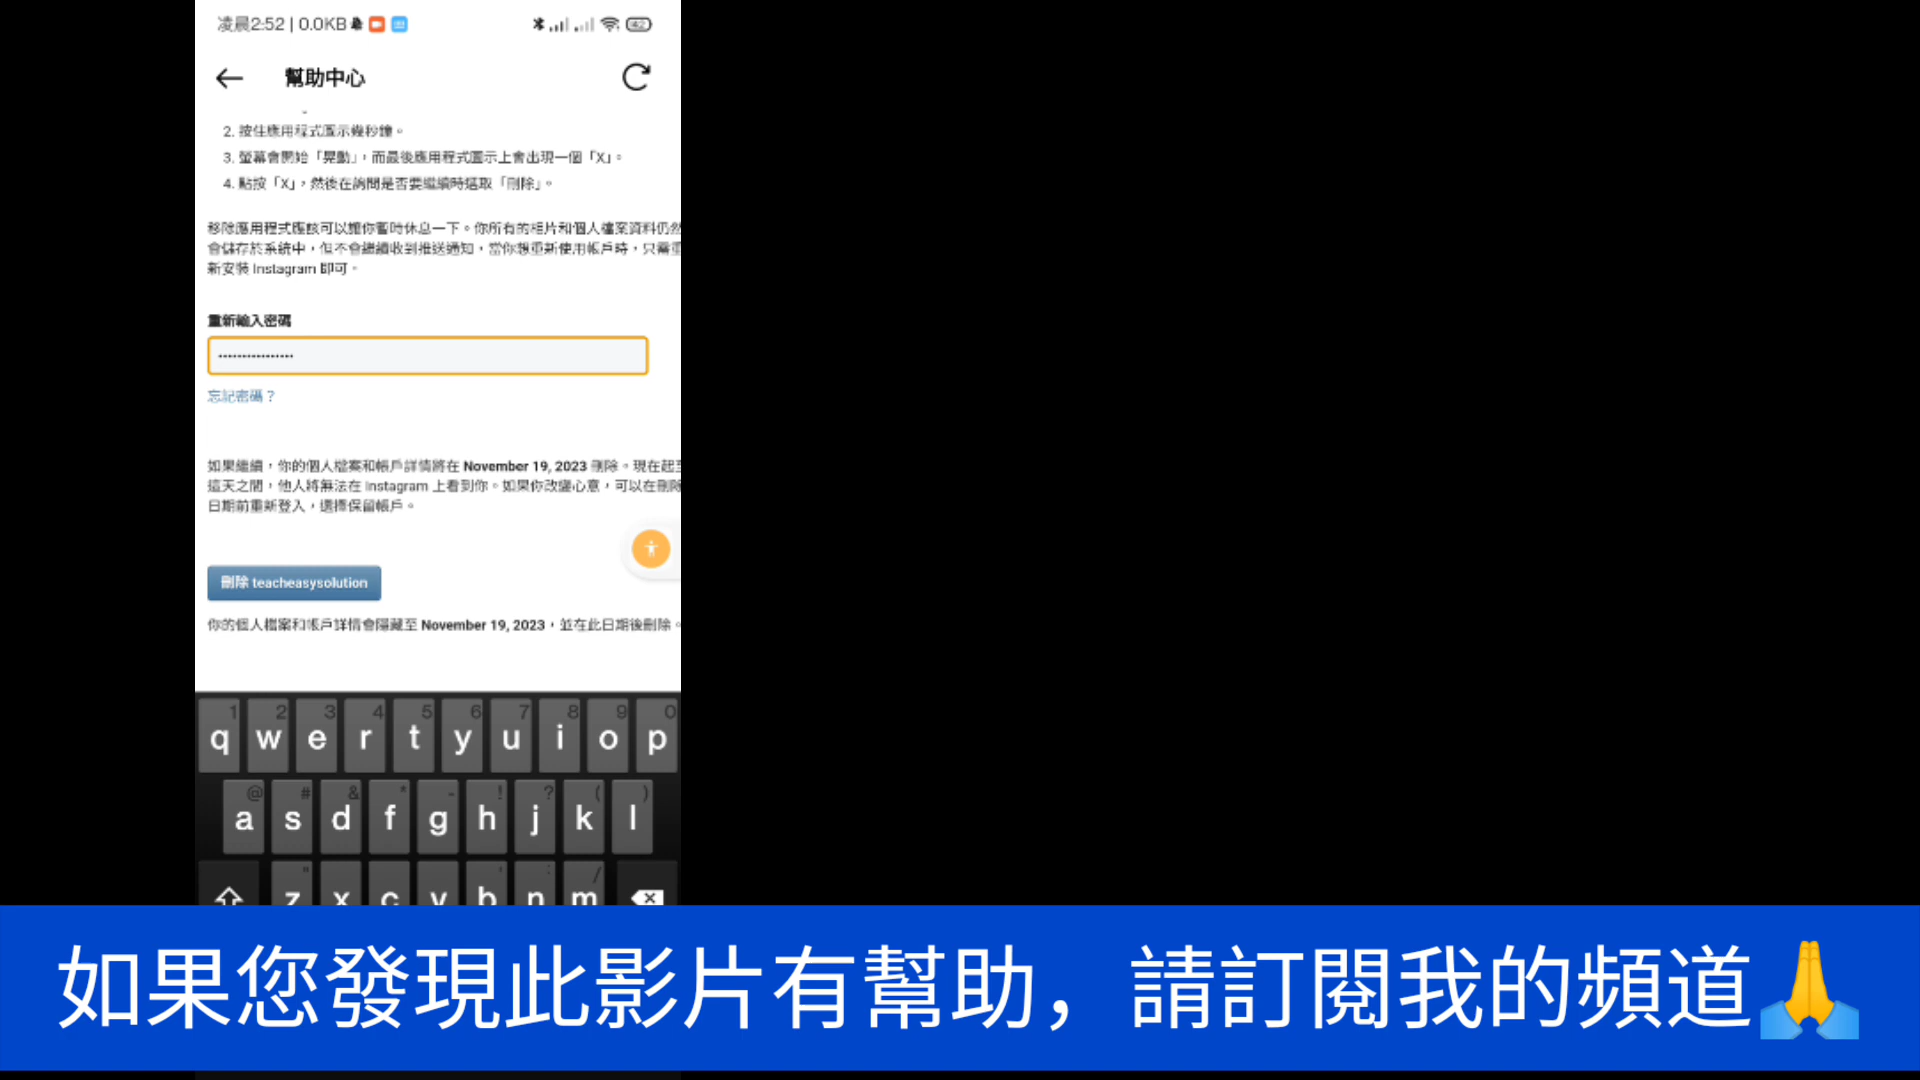 凌晨2:52 | 0.0KB
幫助中心
2. 按住應用程式圖示幾秒鐘。
3. 螢幕會開始「晃動」，而最後應用程式圖示上會出現一個「X」。
4. 點按「X」，然後在詢問是否要繼續時選取「刪除」。
移除應用程式應該可以讓你暫時休息一下。你所有的相片和個人檔案資料仍然
會儲存於系統中，但不會繼續收到推送通知，當你想重新使用帳戶時，只需重
新安裝 Instagram 即可。
重新輸入密碼
忘記密碼？
如果繼續，你的個人檔案和帳戶詳情將在 November 19, 2023 刪除。現在起至
這天之間，他人將無法在 Instagram 上看到你。如果你改變心意，可以在刪除
日期前重新登入，選擇保留帳戶。
刪除 teacheasysolution
你的個人檔案和帳戶詳情會隱藏至 November 19, 2023，並在此日期後刪除。
1 2 3 4 5 6 7 8 9 0
q w e r t y u i o p
@ # & * - ! ? ( )
a s d f g h j k l
z x c v b n m
如果您發現此影片有幫助，請訂閱我的頻道🙏